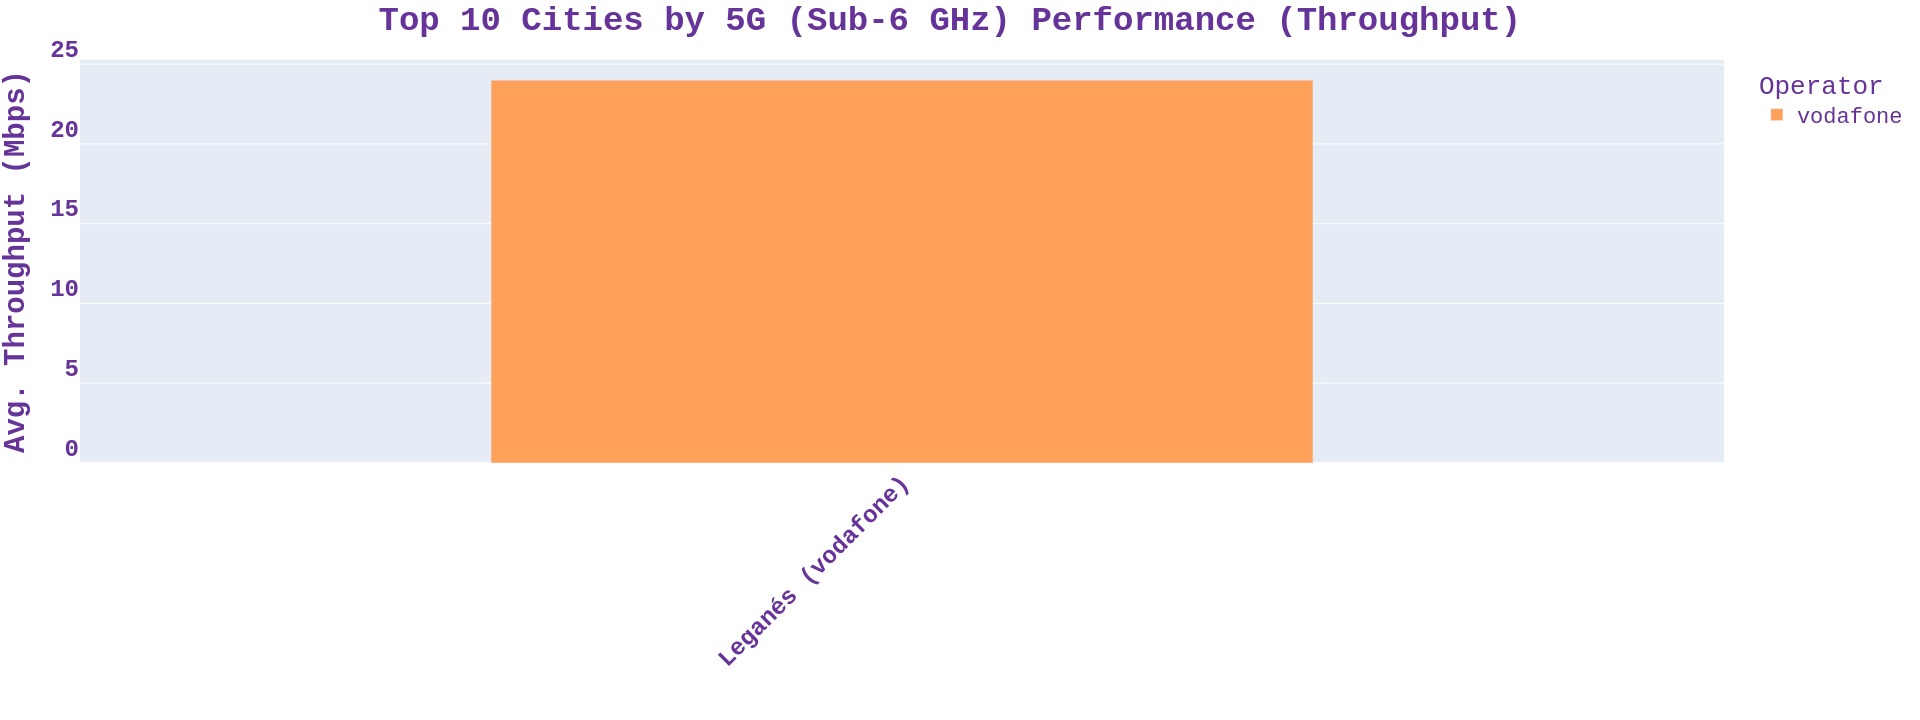 Top 10 Cities by 5G (Sub-6 GHz) Performance (Throughput)
Avg. Throughput (Mbps)
25
20
15
10
5
0
Leganés (vodafone)
Operator
vodafone